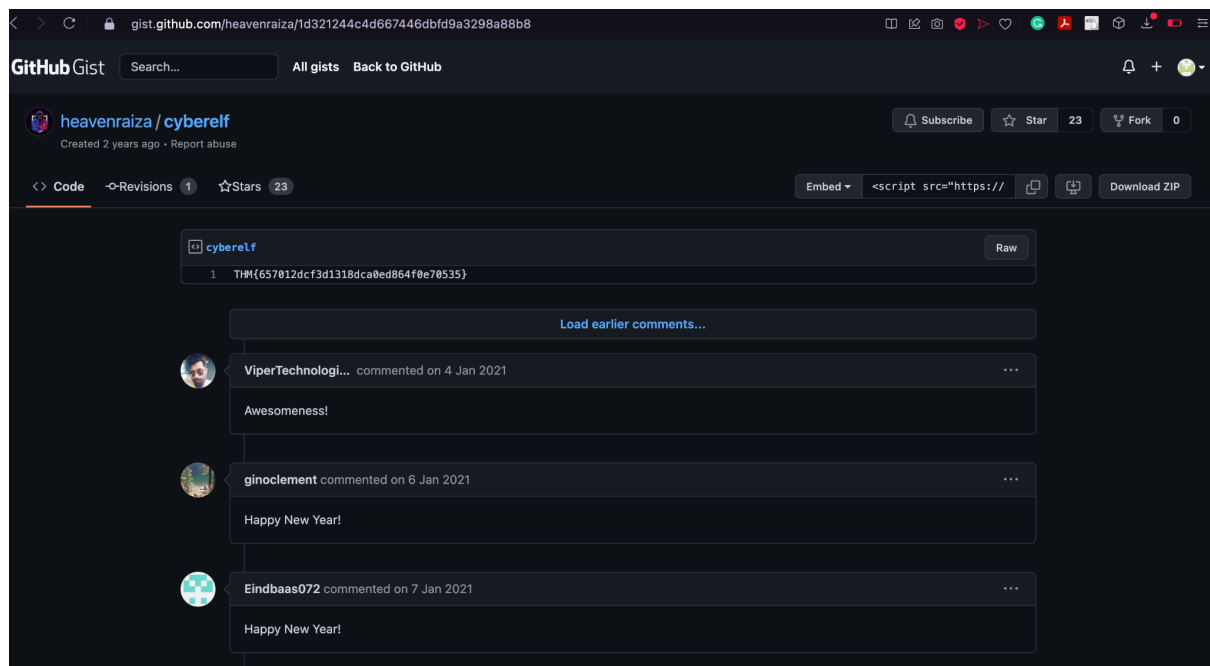 gist.github.com/heavenraiza/1d321244c4d667446dbfd9a3298a88b8
GitHub Gist Search... All gists Back to GitHub
heavenraiza / cyberelf
Created 2 years ago • Report abuse
Subscribe Star 23 Fork 0
Code Revisions 1 Stars 23
Embed <script src="https:// Download ZIP
cyberelf Raw
1 THM{657012dcf3d1318dca0ed864f0e70535}
Load earlier comments...
ViperTechnologi... commented on 4 Jan 2021
Awesomeness!
ginoclement commented on 6 Jan 2021
Happy New Year!
Eindbaas072 commented on 7 Jan 2021
Happy New Year!